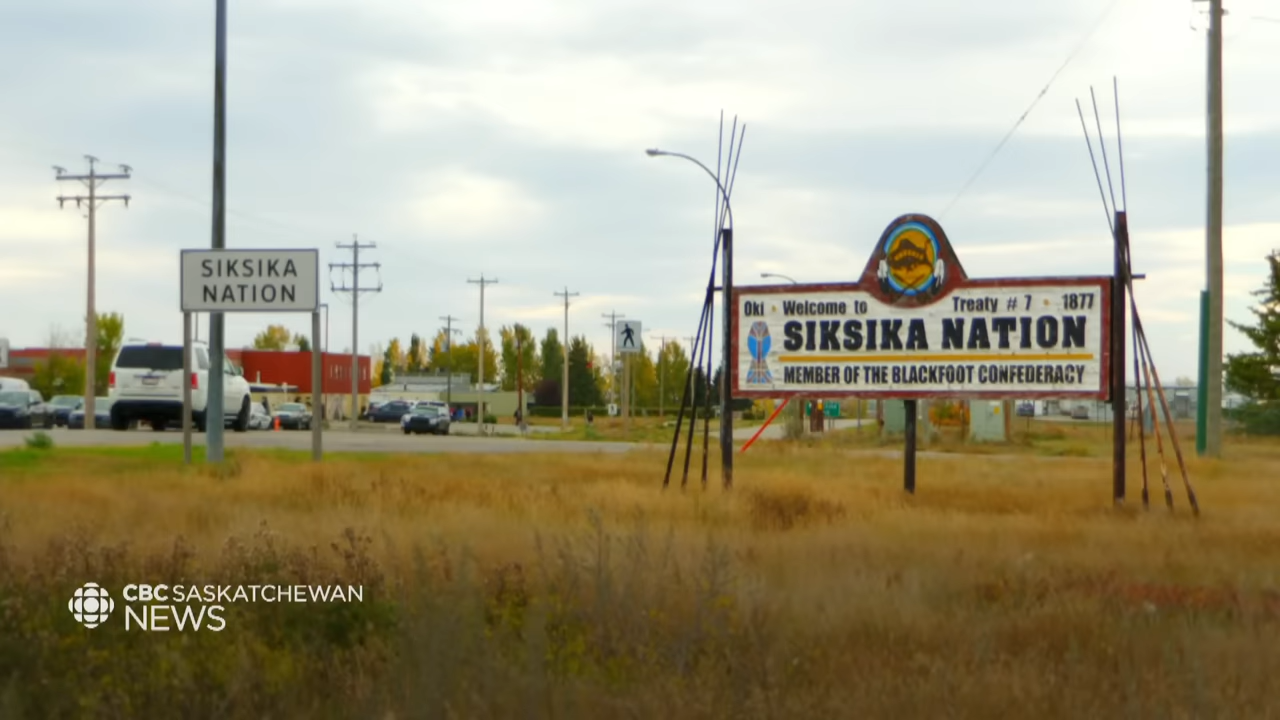 SIKSIKA
NATION
Oki · Welcome to
Treaty # 7 · 1877
SIKSIKA NATION
MEMBER OF THE BLACKFOOT CONFEDERACY
CBC SASKATCHEWAN
NEWS